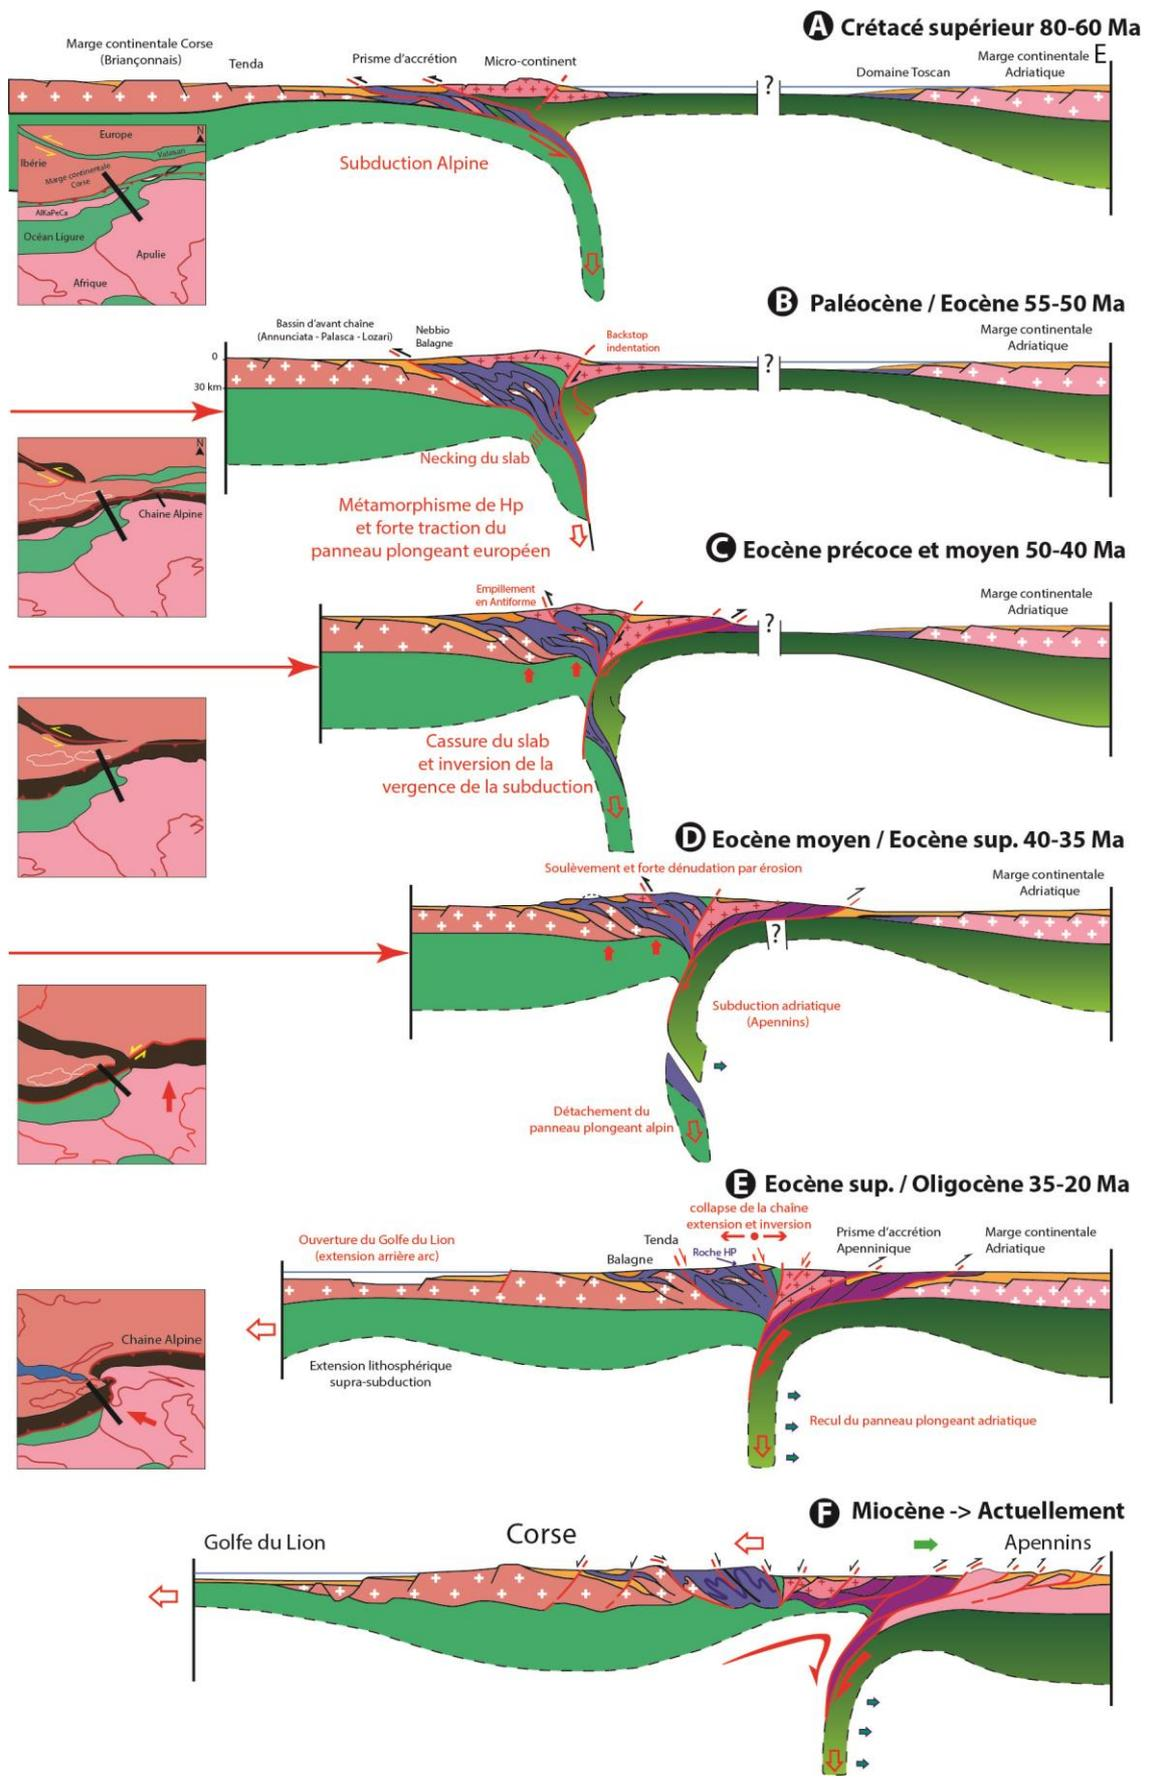 A Crétacé supérieur 80-60 Ma
Marge continentale Corse
(Briançonnais)
Tenda
Prisme d'accrétion
Micro-continent
Domaine Toscan
Marge continentale
Adriatique
E
?
Subduction Alpine
N
Europe
Valaisan
Ibérie
Marge continentale
Corse
AlKaPeCa
Océan Ligure
Apulie
Afrique
B Paléocène / Eocène 55-50 Ma
Bassin d'avant chaîne
(Annunciata - Palasca - Lozari)
Nebbio
Balagne
Backstop
indentation
Marge continentale
Adriatique
?
0
30 km
Necking du slab
N
Chaine Alpine
Métamorphisme de Hp
et forte traction du
panneau plongeant européen
C Eocène précoce et moyen 50-40 Ma
Empillement
en Antiforme
Marge continentale
Adriatique
?
Cassure du slab
et inversion de la
vergence de la subduction
D Eocène moyen / Eocène sup. 40-35 Ma
Soulèvement et forte dénudation par érosion
Marge continentale
Adriatique
?
Subduction adriatique
(Apennins)
Détachement du
panneau plongeant alpin
E Eocène sup. / Oligocène 35-20 Ma
collapse de la chaîne
extension et inversion
Ouverture du Golfe du Lion
(extension arrière arc)
Tenda
Balagne
Roche HP
Prisme d'accrétion
Apenninique
Marge continentale
Adriatique
Chaine Alpine
Extension lithosphérique
supra-subduction
Recul du panneau plongeant adriatique
F Miocène -> Actuellement
Golfe du Lion
Corse
Apennins